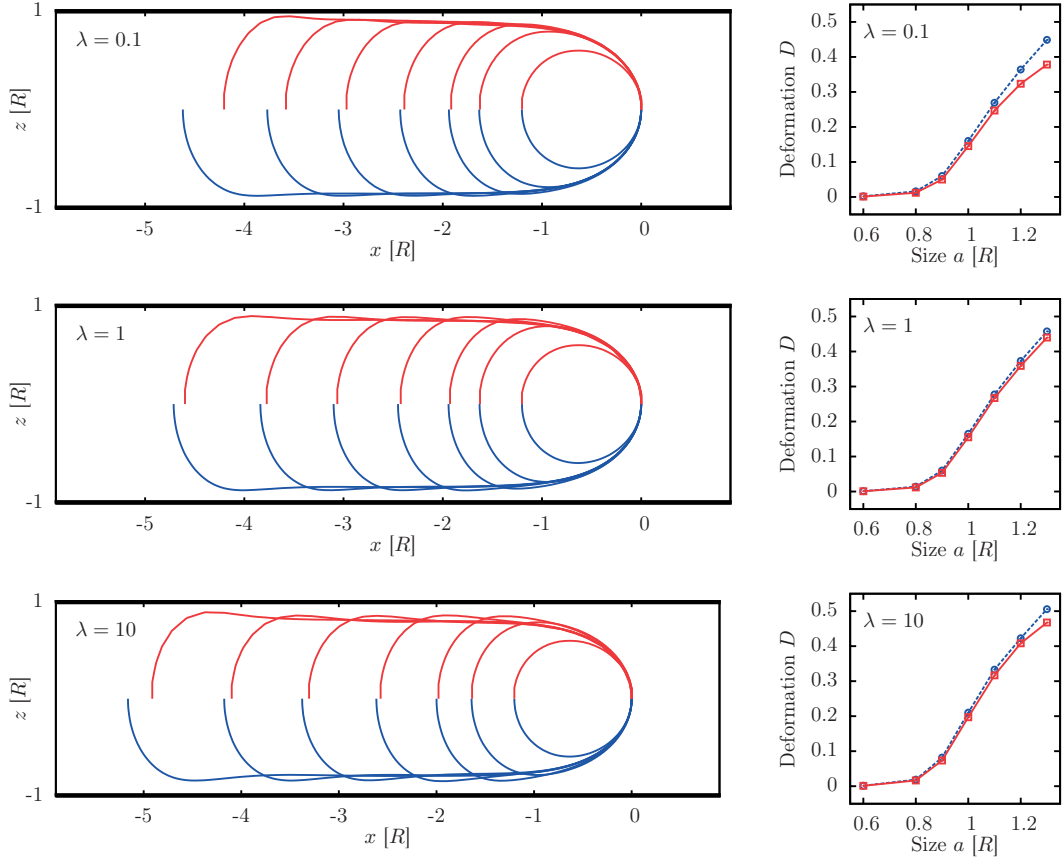 1
λ = 0.1
z [R]
-1
-5 -4 -3 -2 -1 0
x [R]
0.5
λ = 0.1
0.4
0.3
0.2
0.1
0
Deformation D
0.6 0.8 1 1.2
Size a [R]
1
λ = 1
z [R]
-1
-5 -4 -3 -2 -1 0
x [R]
0.5
λ = 1
0.4
0.3
0.2
0.1
0
Deformation D
0.6 0.8 1 1.2
Size a [R]
1
λ = 10
z [R]
-1
-5 -4 -3 -2 -1 0
x [R]
0.5
λ = 10
0.4
0.3
0.2
0.1
0
Deformation D
0.6 0.8 1 1.2
Size a [R]